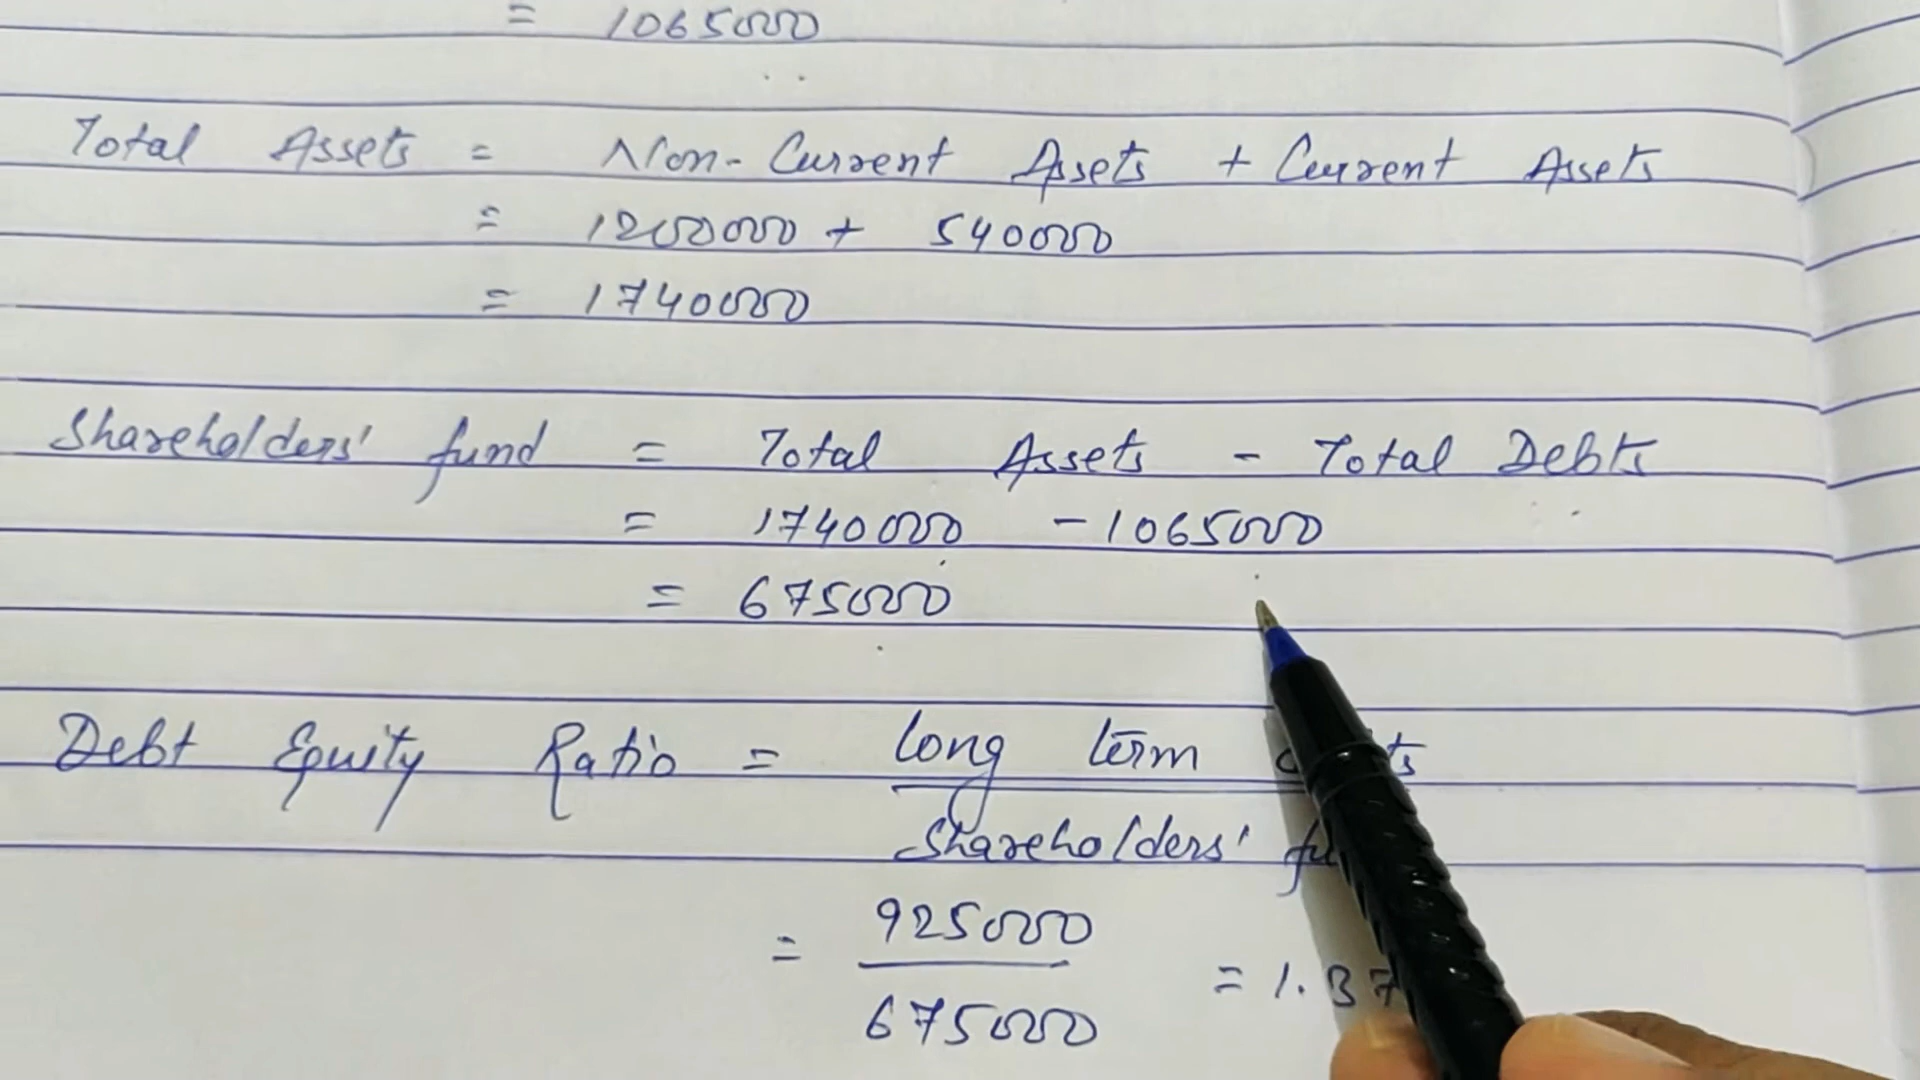 = 1065000
Total Assets = Non-Current Assets + Current Assets
= 1200000 + 540000
= 1740000
Shareholders' fund = Total Assets - Total Debts
= 1740000 - 1065000
= 675000
Debt Equity Ratio = Long term
Shareholders'
= 925000
675000
= 1.37